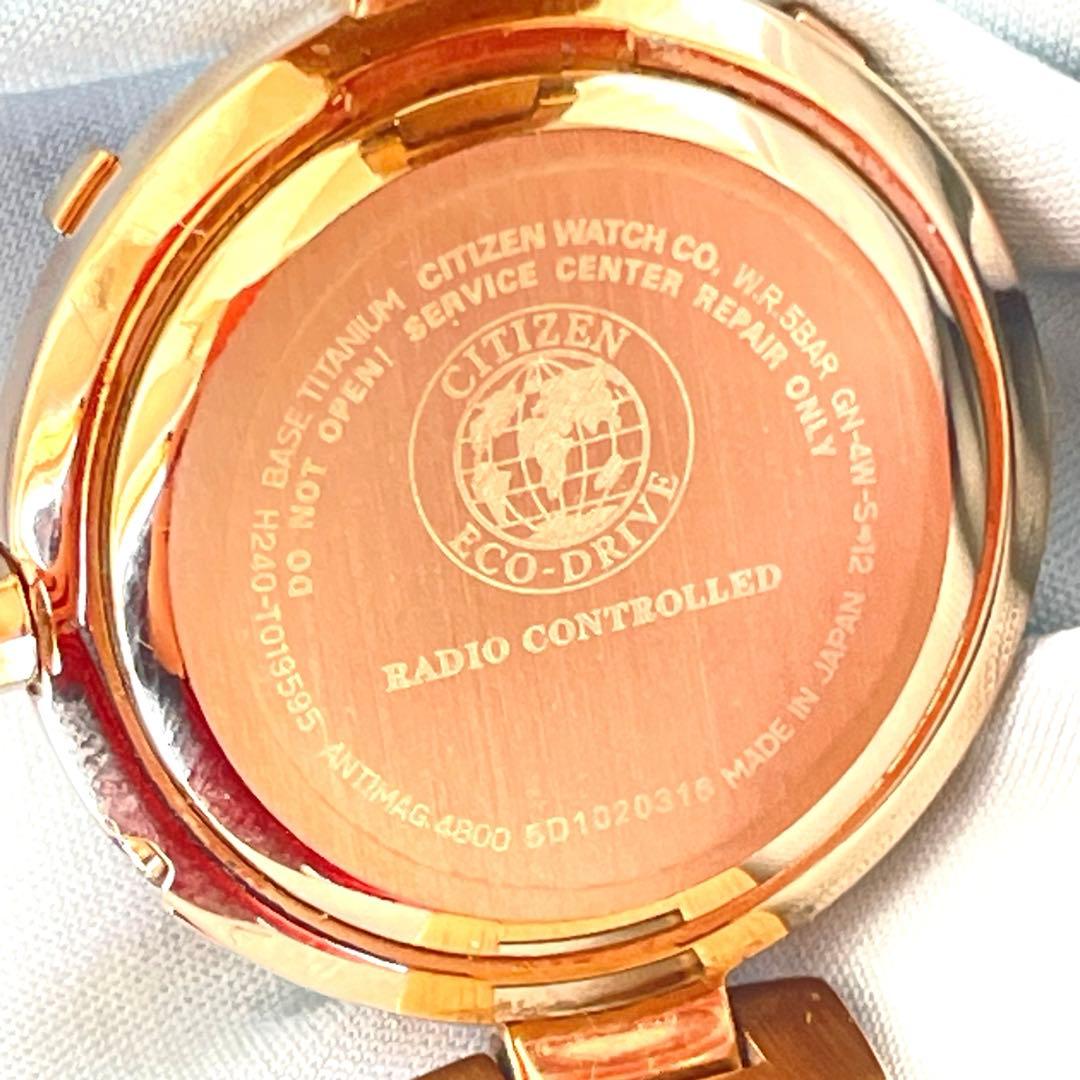 BASE TITANIUM CITIZEN WATCH CO. W.R.5BAR GN-4W-S-12
DO NOT OPEN/ SERVICE CENTER REPAIR ONLY
CITIZEN
ECO-DRIVE
RADIO CONTROLLED
H240-T019595 ANTIMAG.4800 5D1020316 MADE IN JAPAN